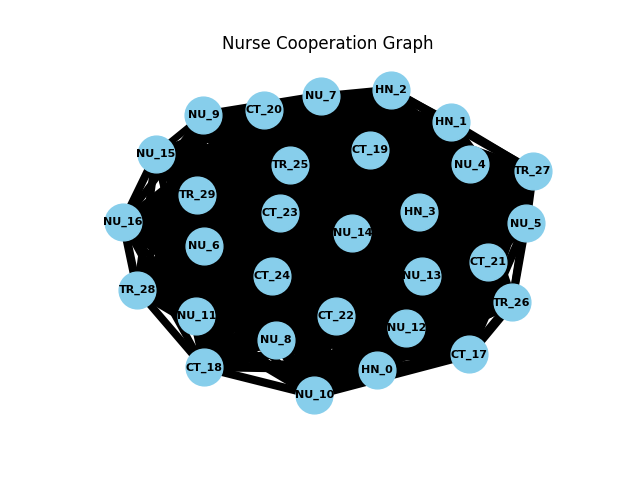 Nurse Cooperation Graph
HN_2
NU_7
CT_20
NU_9
HN_1
CT_19
NU_15
TR_25
NU_4
TR_27
TR_29
CT_23
HN_3
NU_16
NU_5
NU_14
NU_6
CT_21
CT_24
NU_13
TR_28
TR_26
NU_11
CT_22
NU_12
NU_8
CT_17
CT_18
HN_0
NU_10